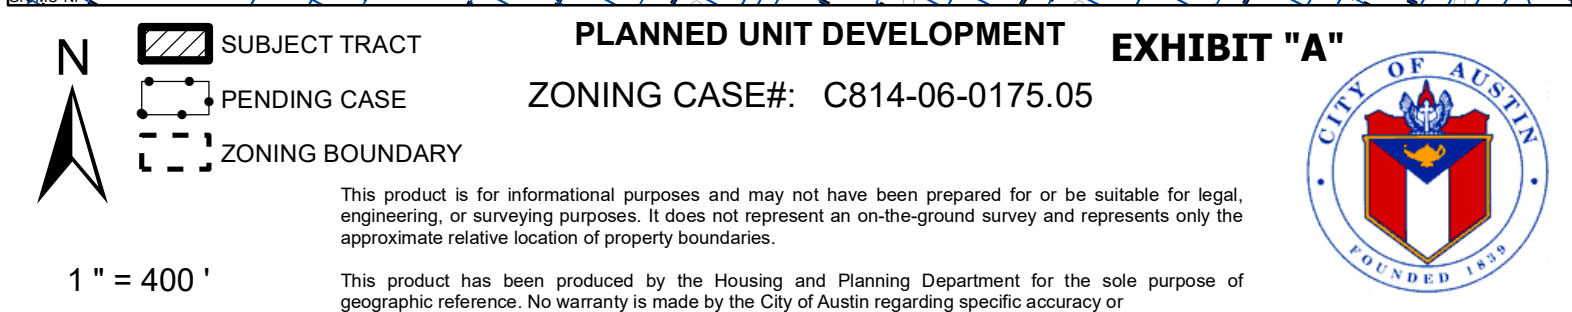 N
SUBJECT TRACT
PENDING CASE
ZONING BOUNDARY
1 " = 400 '
PLANNED UNIT DEVELOPMENT
ZONING CASE#: C814-06-0175.05
EXHIBIT "A"
CITY OF AUSTIN
FOUNDED 1839
This product is for informational purposes and may not have been prepared for or be suitable for legal,
engineering, or surveying purposes. It does not represent an on-the-ground survey and represents only the
approximate relative location of property boundaries.
This product has been produced by the Housing and Planning Department for the sole purpose of
geographic reference. No warranty is made by the City of Austin regarding specific accuracy or